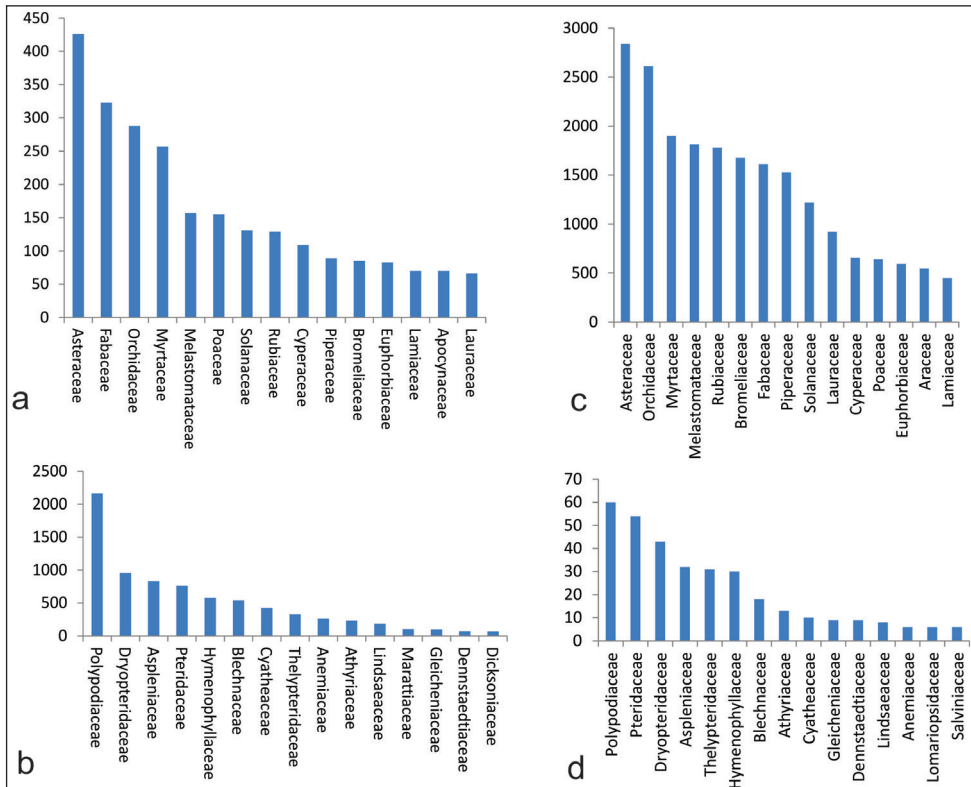 450
400
350
300
250
200
150
100
50
0
Asteraceae
Fabaceae
Orchidaceae
Myrtaceae
Melastomataceae
Poaceae
Solanaceae
Rubiaceae
Cyperaceae
Piperaceae
Bromeliaceae
Euphorbiaceae
Lamiaceae
Apocynaceae
Lauraceae
a
3000
2500
2000
1500
1000
500
0
Asteraceae
Orchidaceae
Myrtaceae
Melastomataceae
Rubiaceae
Bromeliaceae
Fabaceae
Piperaceae
Solanaceae
Lauraceae
Cyperaceae
Poaceae
Euphorbiaceae
Araceae
Lamiaceae
c
2500
2000
1500
1000
500
0
Polypodiaceae
Dryopteridaceae
Aspleniaceae
Pteridaceae
Hymenophyllaceae
Blechnaceae
Cyatheaceae
Thelypteridaceae
Anemiaceae
Athyriaceae
Lindsaeaceae
Marattiaceae
Gleicheniaceae
Dennstaedtiaceae
Dicksoniaceae
b
70
60
50
40
30
20
10
0
Polypodiaceae
Pteridaceae
Dryopteridaceae
Aspleniaceae
Thelypteridaceae
Hymenophyllaceae
Blechnaceae
Athyriaceae
Cyatheaceae
Gleicheniaceae
Dennstaedtiaceae
Lindsaeaceae
Anemiaceae
Lomariopsidaceae
Salviniaceae
d